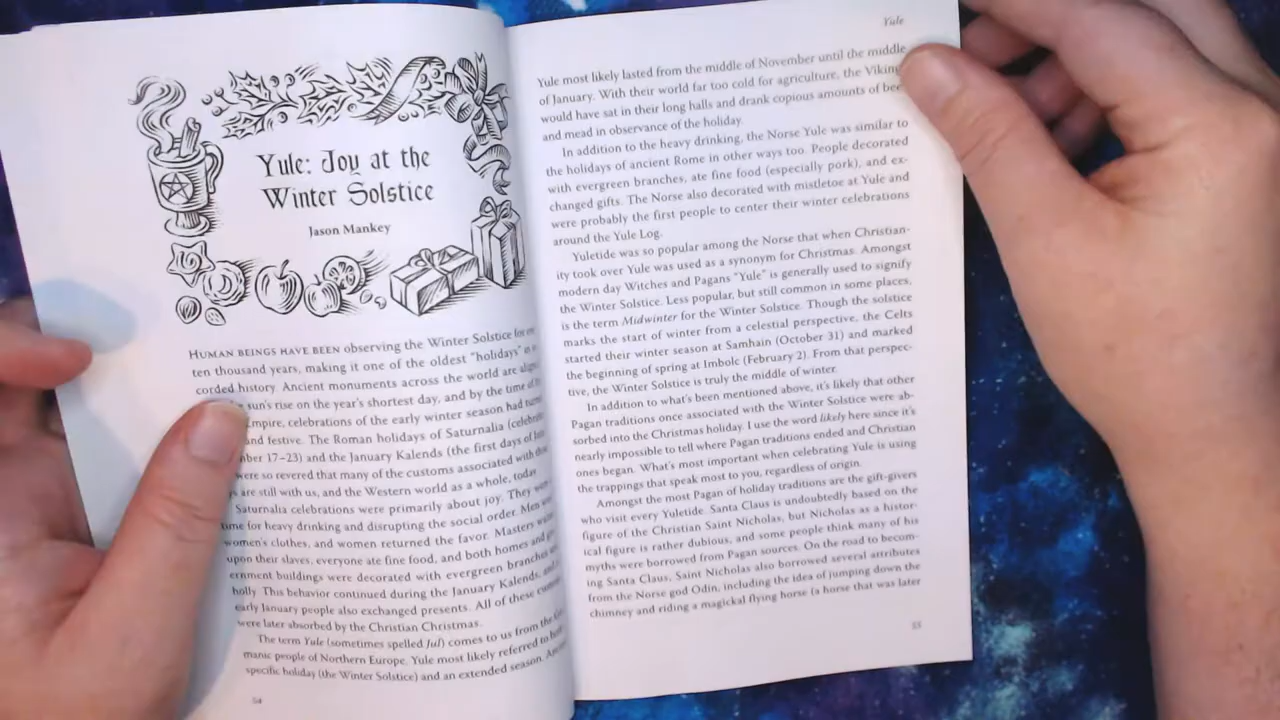 Yule: Joy at the
Winter Solstice
Jason Mankey
HUMAN BEINGS HAVE BEEN observing the Winter Solstice for
ten thousand years, making it one of the oldest “holidays”
corded history. Ancient monuments across the world are
sun's rise on the year's shortest day, and by the time of
Empire, celebrations of the early winter season had
and festive. The Roman holidays of Saturnalia
17–23) and the January Kalends (the first days of
were so revered that many of the customs associated with
are still with us, and the Western world as a whole, today.
Saturnalia celebrations were primarily about joy. They
time for heavy drinking and disrupting the social order. Men
women's clothes, and women returned the favor. Masters
upon their slaves, everyone ate fine food, and both homes and
ernment buildings were decorated with evergreen branches
holly. This behavior continued during the January Kalends,
early January people also exchanged presents. All of these
were later absorbed by the Christian Christmas.
The term Yule (sometimes spelled Jul) comes to us from the
manic people of Northern Europe. Yule most likely referred to
specific holiday (the Winter Solstice) and an extended season.
54
Yule
Yule most likely lasted from the middle of November until the middle
of January. With their world far too cold for agriculture, the
would have sat in their long halls and drank copious amounts of
and mead in observance of the holiday.
In addition to the heavy drinking, the Norse Yule was similar to
the holidays of ancient Rome in other ways too. People decorated
with evergreen branches, ate fine food (especially pork), and ex-
changed gifts. The Norse also decorated with mistletoe at Yule and
were probably the first people to center their winter celebrations
around the Yule Log.
Yuletide was so popular among the Norse that when Christian-
ity took over Yule was used as a synonym for Christmas. Amongst
modern day Witches and Pagans “Yule” is generally used to signify
the Winter Solstice. Less popular, but still common in some places,
is the term Midwinter for the Winter Solstice. Though the solstice
marks the start of winter from a celestial perspective, the Celts
started their winter season at Samhain (October 31) and marked
the beginning of spring at Imbolc (February 2). From that perspec-
tive, the Winter Solstice is truly the middle of winter.
In addition to what's been mentioned above, it's likely that other
Pagan traditions once associated with the Winter Solstice were ab-
sorbed into the Christmas holiday. I use the word likely here since it's
nearly impossible to tell where Pagan traditions ended and Christian
ones began. What's most important when celebrating Yule is using
the trappings that speak most to you, regardless of origin.
Amongst the most Pagan of holiday traditions are the gift-givers
who visit every Yuletide. Santa Claus is undoubtedly based on the
figure of the Christian Saint Nicholas, but Nicholas as a histor-
ical figure is rather dubious, and some people think many of his
myths were borrowed from Pagan sources. On the road to becom-
ing Santa Claus, Saint Nicholas also borrowed several attributes
from the Norse god Odin, including the idea of jumping down the
chimney and riding a magickal flying horse (a horse that was later
55